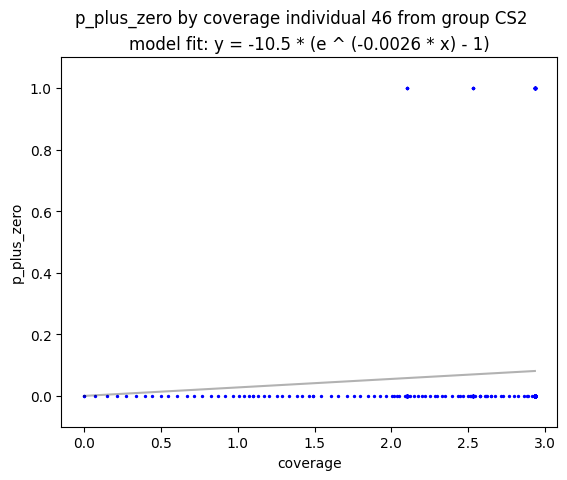 p_plus_zero by coverage individual 46 from group CS2
model fit: y = -10.5 * (e ^ (-0.0026 * x) - 1)
1.0
0.8
0.6
0.4
0.2
0.0
p_plus_zero
0.0 0.5 1.0 1.5 2.0 2.5 3.0
coverage